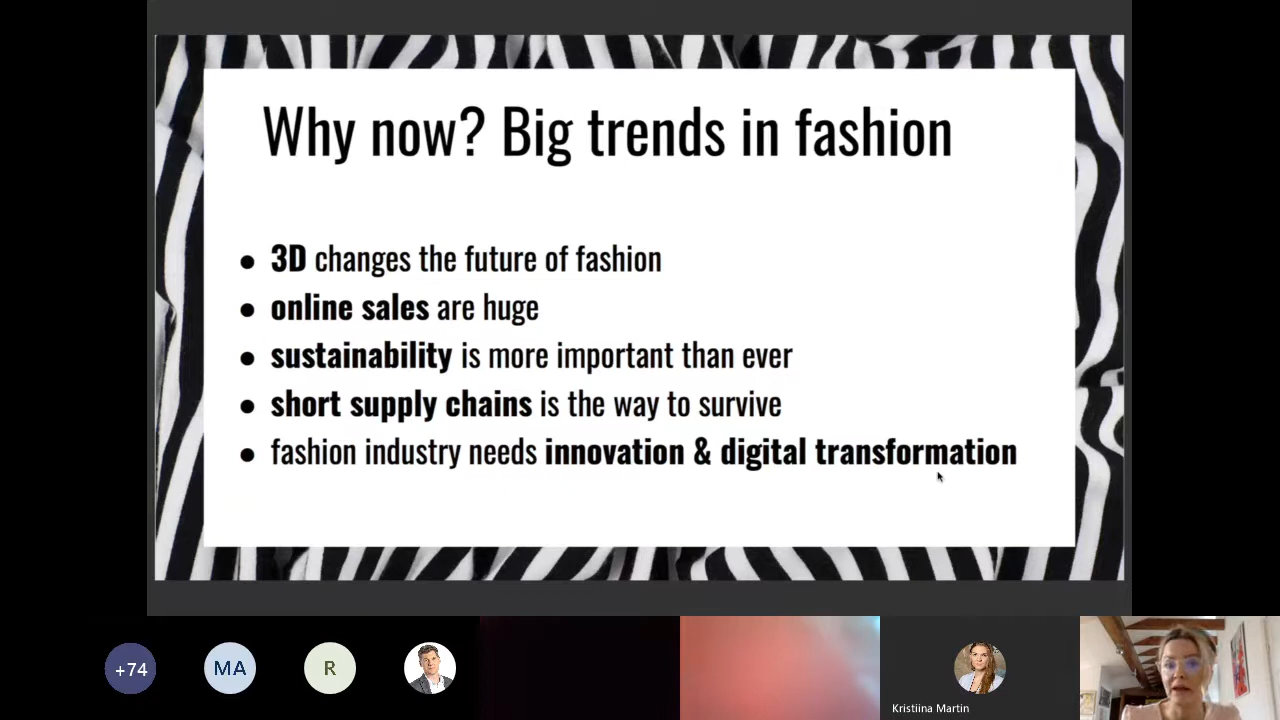 Why now? Big trends in fashion
● 3D changes the future of fashion
● online sales are huge
● sustainability is more important than ever
● short supply chains is the way to survive
● fashion industry needs innovation & digital transformation
+74
MA
R
Kristiina Martin